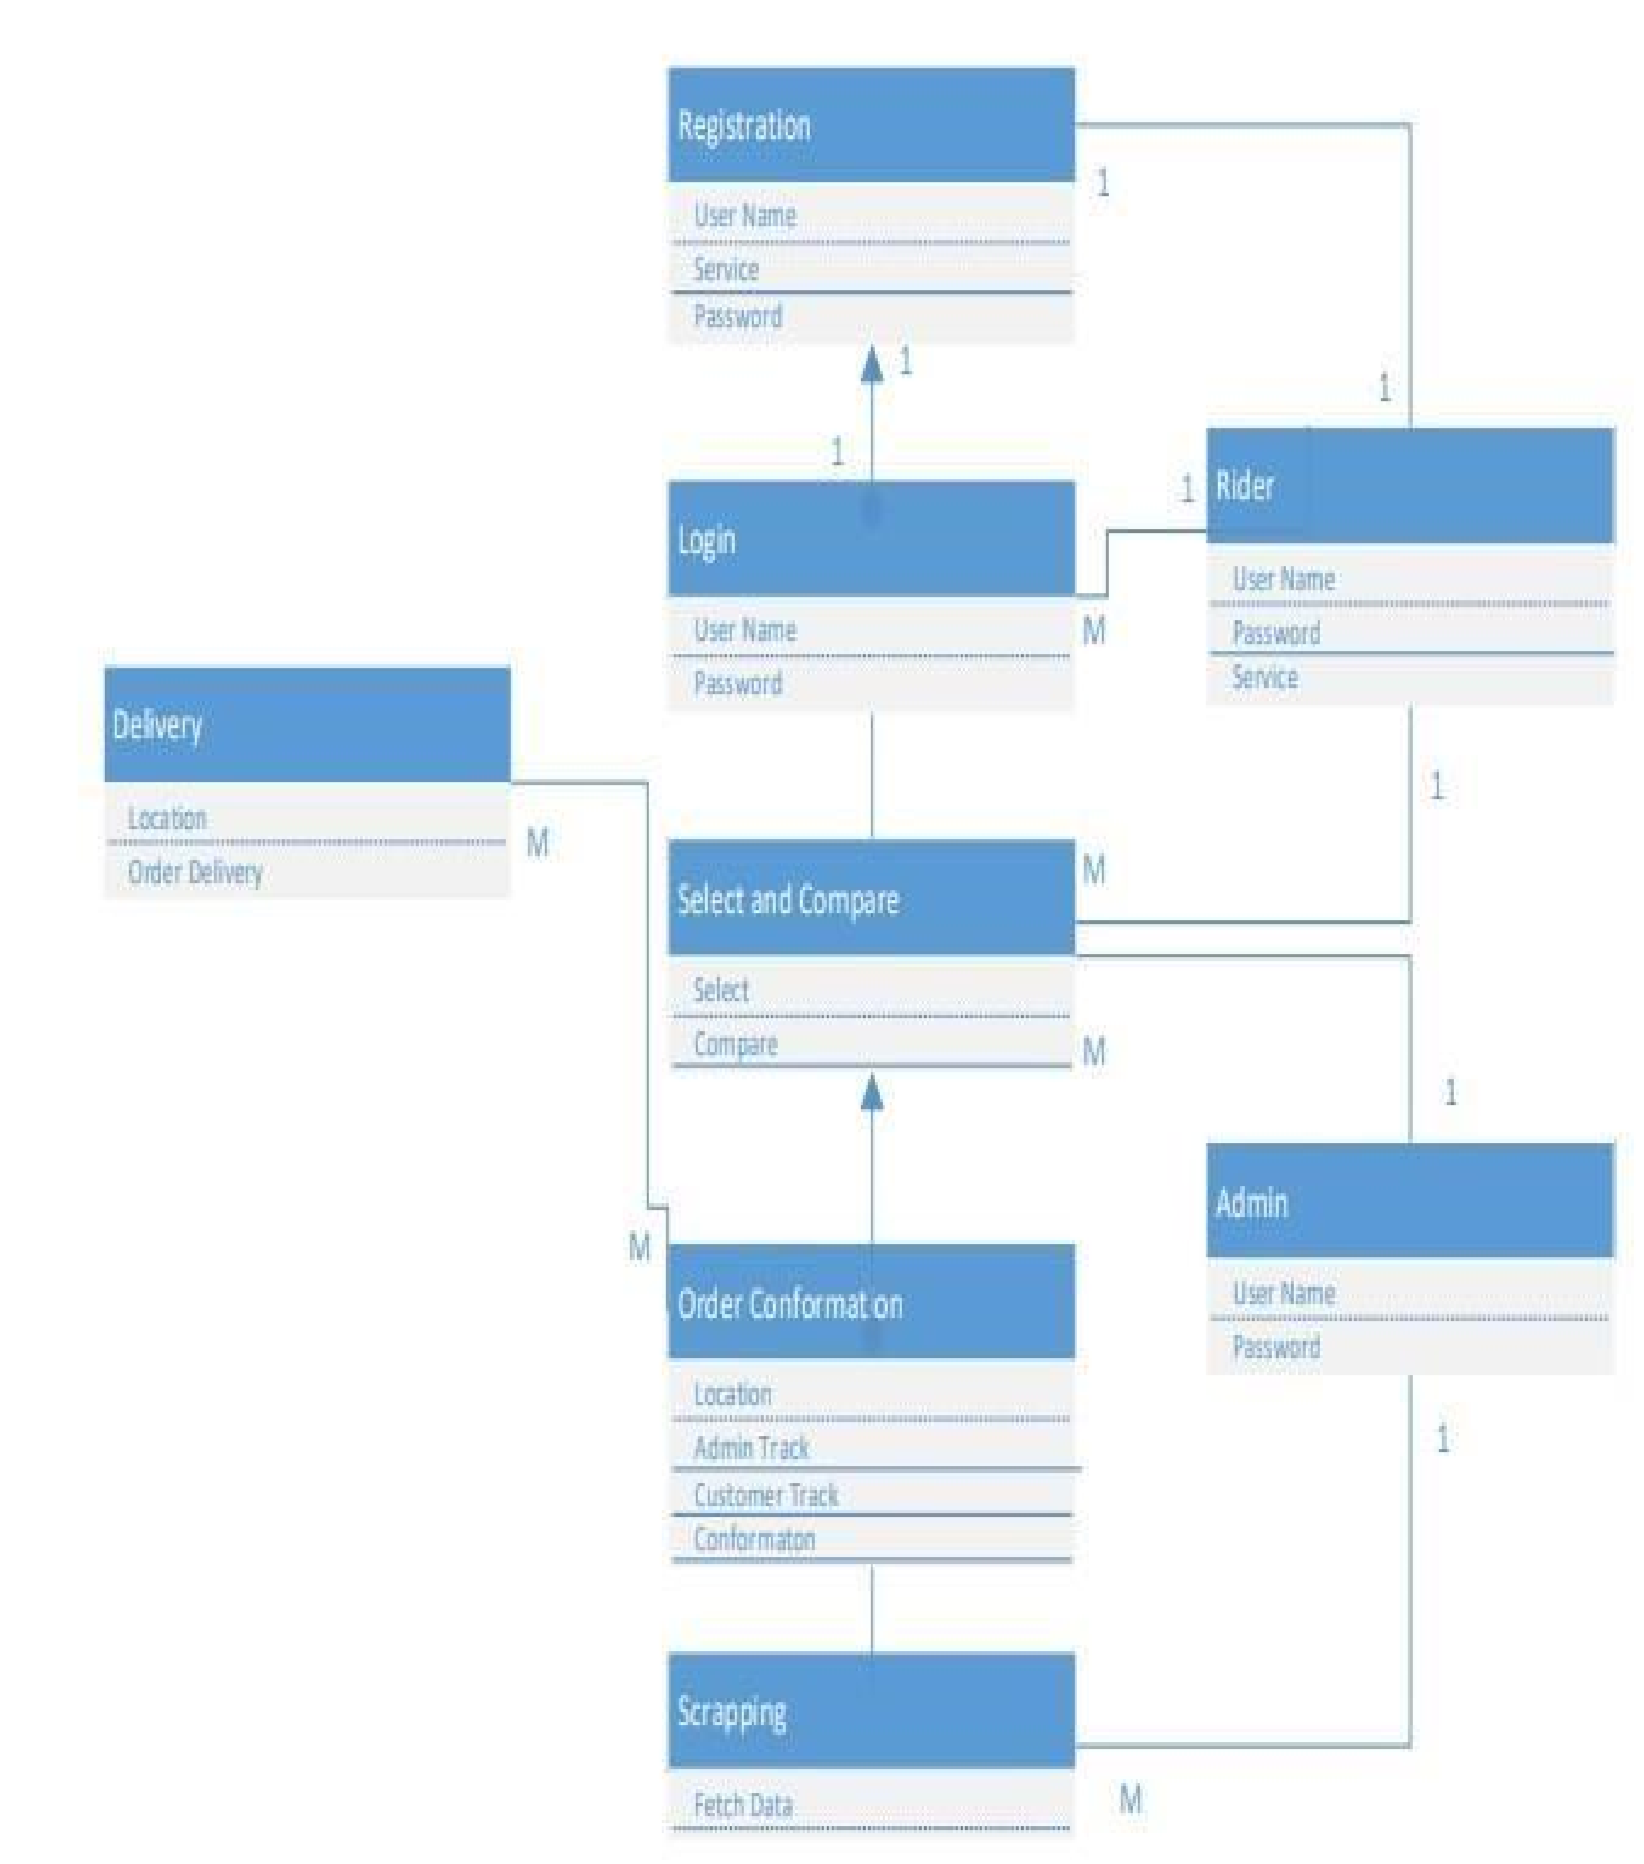 Registration
1
User Name
Service
Password
1
1
1
Login
User Name
Password
M
1
Rider
User Name
Password
Service
1
Delivery
Location
Order Delivery
M
M
Select and Compare
Select
Compare
M
1
Admin
User Name
Password
1
M
Order Conformat on
Location
Admin Track
Customer Track
Conformaton
Scrapping
Fetch Data
M